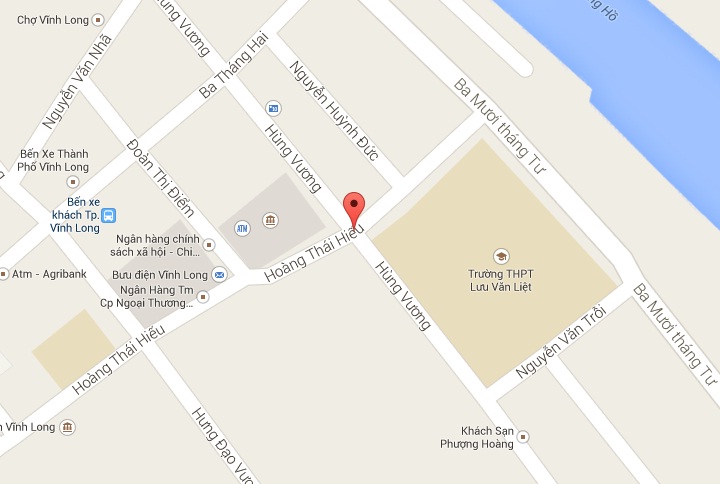 Chợ Vĩnh Long
Hùng Vương
Hồ
Nguyễn Văn Nhã
Ba Tháng Hai
Nguyễn Huỳnh Đức
Ba Mươi tháng Tư
Hùng Vương
Bến Xe Thành
Phố Vĩnh Long
Đoàn Thị Điểm
Bến xe
khách Tp.
Vĩnh Long
ATM
Ngân hàng chính
sách xã hội - Chi...
Hoàng Thái Hiếu
Trường THPT
Lưu Văn Liệt
Atm - Agribank
Bưu điện Vĩnh Long
Ngân Hàng Tm
Cp Ngoại Thương...
Hùng Vương
Ba Mươi tháng Tư
Nguyễn Văn Trỗi
Hoàng Thái Hiếu
Vĩnh Long
Hưng Đạo Vươ
Khách Sạn
Phượng Hoàng